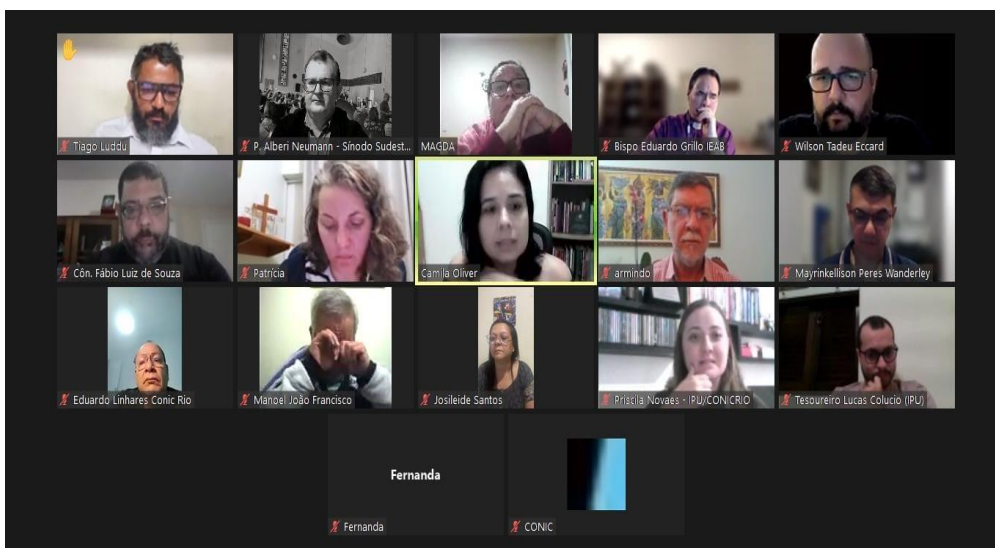 Tiago Luddu
P. Alberi Neumann - Sínodo Sudest...
MAGDA
Bispo Eduardo Grillo IEAB
Wilson Tadeu Eccard
Côn. Fábio Luiz de Souza
Patrícia
Camila Oliver
armindo
Mayrinkellison Peres Wanderley
Eduardo Linhares Conic Rio
Manoel João Francisco
Josileide Santos
Priscila Novaes - IPU/CONICRIO
Tesoureiro Lucas Colucio (IPU)
Fernanda
Fernanda
CONIC